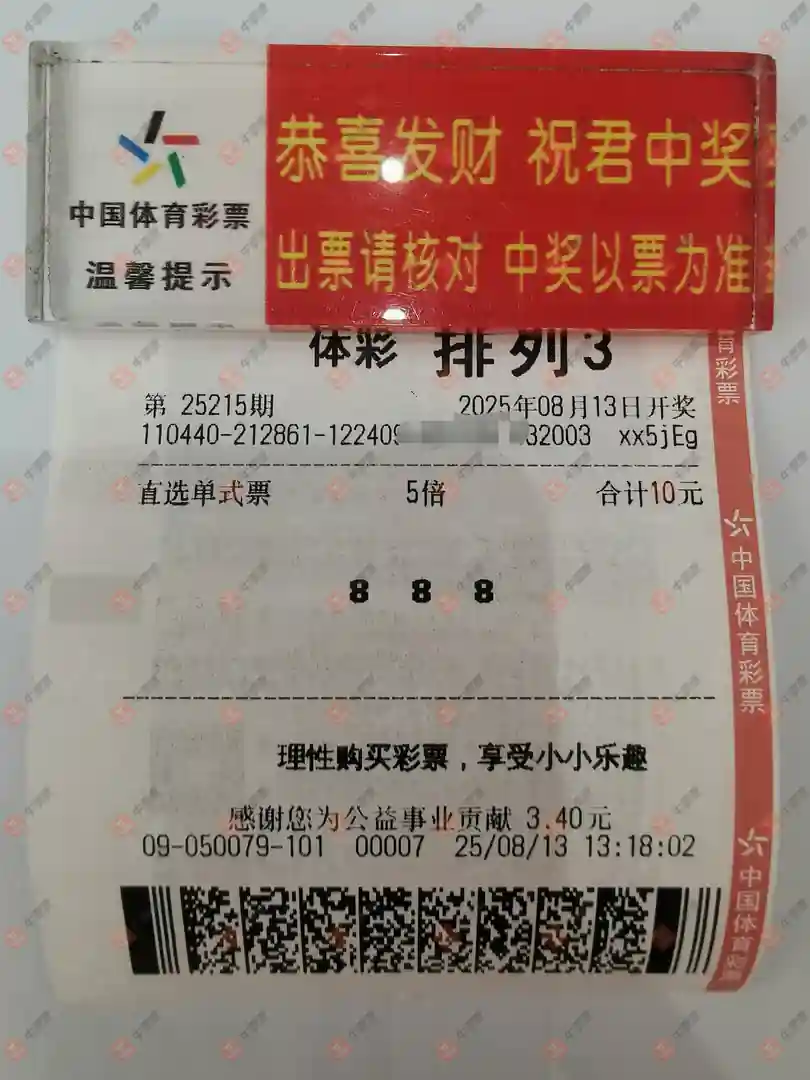 恭喜发财 祝君中奖
中国体育彩票
温馨提示
出票请核对 中奖以票为准
体彩 排列3
第 25215期 2025年08月13日开奖
110440-212861-122409 32003 xx5jEg
直选单式票 5倍 合计10元
8 8 8
理性购买彩票，享受小小乐趣
感谢您为公益事业贡献 3.40元
09-050079-101 00007 25/08/13 13:18:02
育彩票
中国体育彩票
中国体育彩票